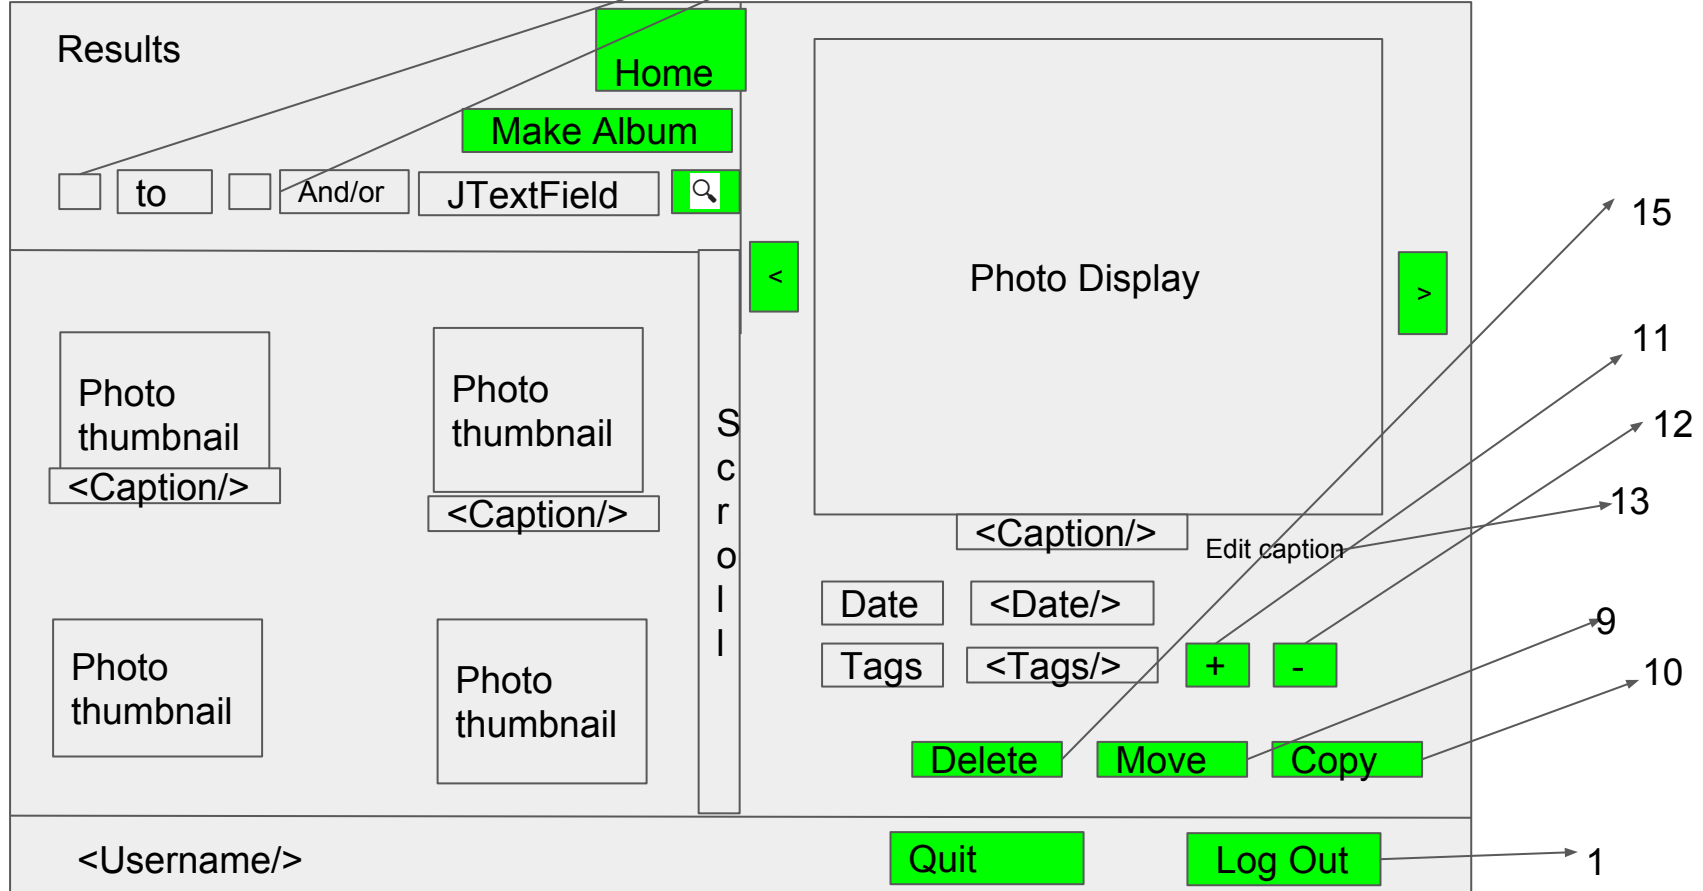 Results
Home
Make Album
to
And/or
JTextField
<
Photo Display
>
Photo
thumbnail
<Caption/>
Photo
thumbnail
<Caption/>
Photo
thumbnail
Photo
thumbnail
S
c
r
o
l
l
<Caption/>
Edit caption
Date
<Date/>
Tags
<Tags/>
+
-
Delete
Move
Copy
<Username/>
Quit
Log Out
15
11
12
13
9
10
1